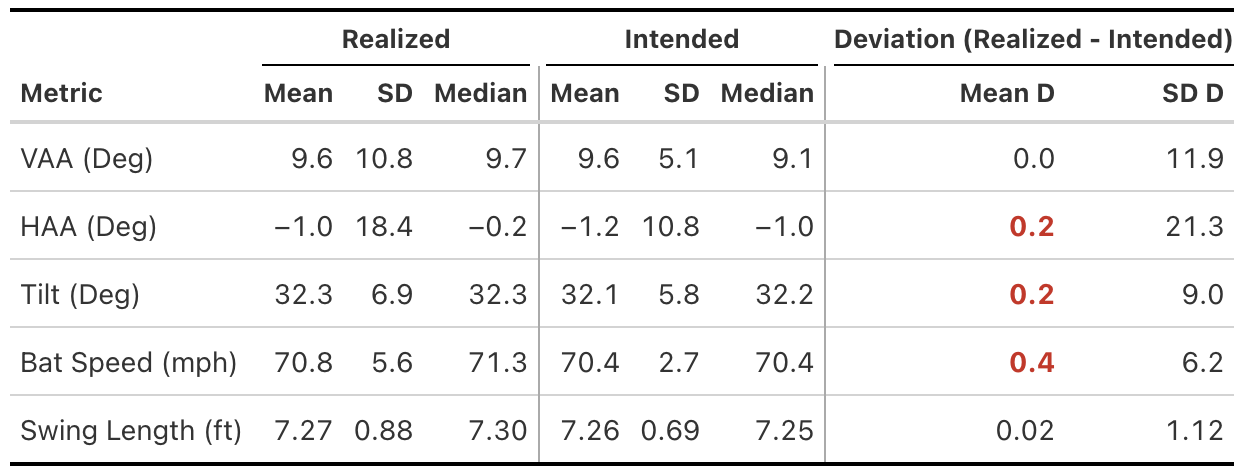 Realized Intended Deviation (Realized - Intended)
Metric Mean SD Median Mean SD Median Mean D SD D
VAA (Deg) 9.6 10.8 9.7 9.6 5.1 9.1 0.0 11.9
HAA (Deg) −1.0 18.4 −0.2 −1.2 10.8 −1.0 0.2 21.3
Tilt (Deg) 32.3 6.9 32.3 32.1 5.8 32.2 0.2 9.0
Bat Speed (mph) 70.8 5.6 71.3 70.4 2.7 70.4 0.4 6.2
Swing Length (ft) 7.27 0.88 7.30 7.26 0.69 7.25 0.02 1.12